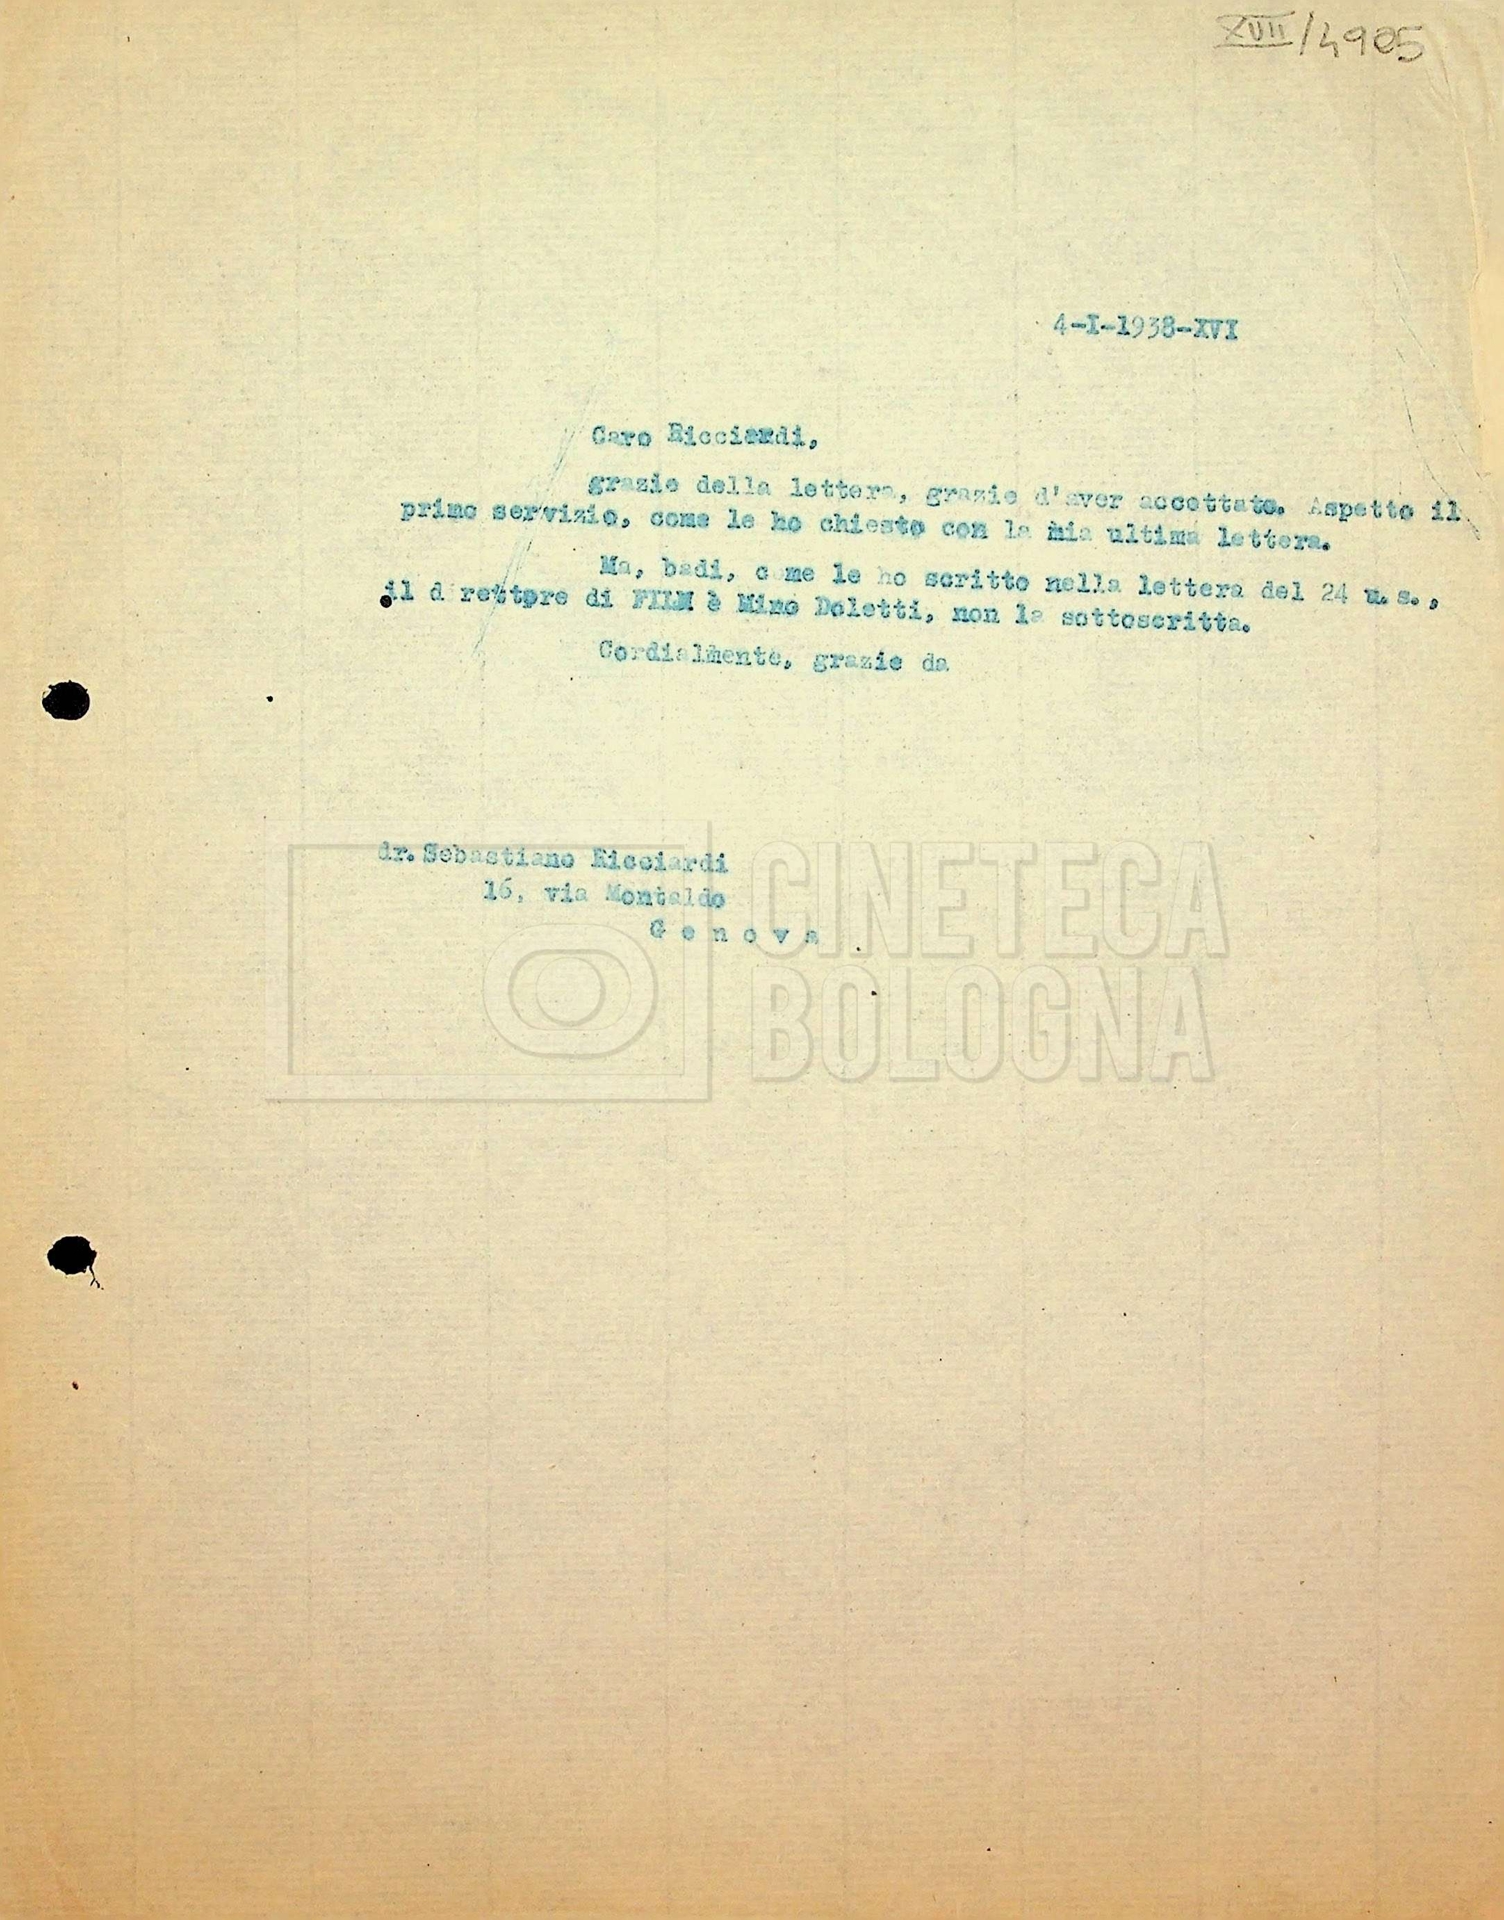 XVII/4905
4-I-1938-XVI
Caro Ricciardi,
grazie della lettera, grazie d'aver accettato. Aspetto il
primo servizio, come le ho chiesto con la mia ultima lettera.
Ma, badi, come le ho scritto nella lettera del 24 u.s.,
il direttore di FILM è Mino Doletti, non la sottoscritta.
Cordialmente, grazie da
dr. Sebastiano Ricciardi
16, via Montaldo
Genova
CINETECA
BOLOGNA